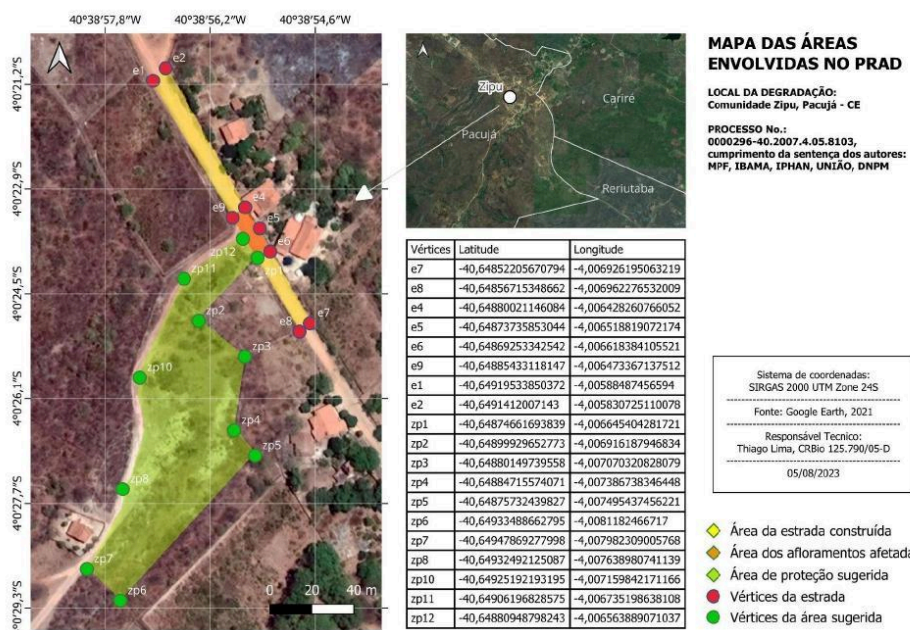 40°38'57,8"W 40°38'56,2"W 40°38'54,6"W
4°0'21,2"S
4°0'22,9"S
4°0'24,5"S
4°0'26,1"S
4°0'27,7"S
4°0'29,3"S
e2
e1
e4
e9
e5
e6
zp12
zp11
zp2
e7
e8
zp3
zp10
zp4
zp5
zp8
zp7
zp6
0 20 40 m
Zipu
Cariré
Pacujá
Reriutaba
MAPA DAS ÁREAS
ENVOLVIDAS NO PRAD
LOCAL DA DEGRADAÇÃO:
Comunidade Zipu, Pacujá - CE
PROCESSO No.:
0000296-40.2007.4.05.8103,
cumprimento da sentença dos autores:
MPF, IBAMA, IPHAN, UNIÃO, DNPM
Vértices Latitude Longitude
e7 -40,64852205670794 -4,006926195063219
e8 -40,64856715348662 -4,006962276532009
e4 -40,64880021146084 -4,006428260766052
e5 -40,64873735853044 -4,006518819072174
e6 -40,64869253342542 -4,006618384105521
e9 -40,64885433118147 -4,006473367137512
e1 -40,64919533850372 -4,00588487456594
e2 -40,6491412007143 -4,005830725110078
zp1 -40,64874661693839 -4,006645404281721
zp2 -40,64899929652773 -4,006916187946834
zp3 -40,64880149739558 -4,007070320828079
zp4 -40,64884715574071 -4,007386738346448
zp5 -40,64875732439827 -4,007495437456221
zp6 -40,64933488662795 -4,0081182466717
zp7 -40,64947869277998 -4,007982309005768
zp8 -40,64932492125087 -4,007638980741139
zp10 -40,64925192193195 -4,007159842171166
zp11 -40,64906196828575 -4,006735198638108
zp12 -40,64880948798243 -4,006563889071037
Sistema de coordenadas:
SIRGAS 2000 UTM Zone 24S
Fonte: Google Earth, 2021
Responsável Tecnico:
Thiago Lima, CRBio 125.790/05-D
05/08/2023
Área da estrada construída
Área dos afloramentos afetada
Área de proteção sugerida
Vértices da estrada
Vértices da área sugerida